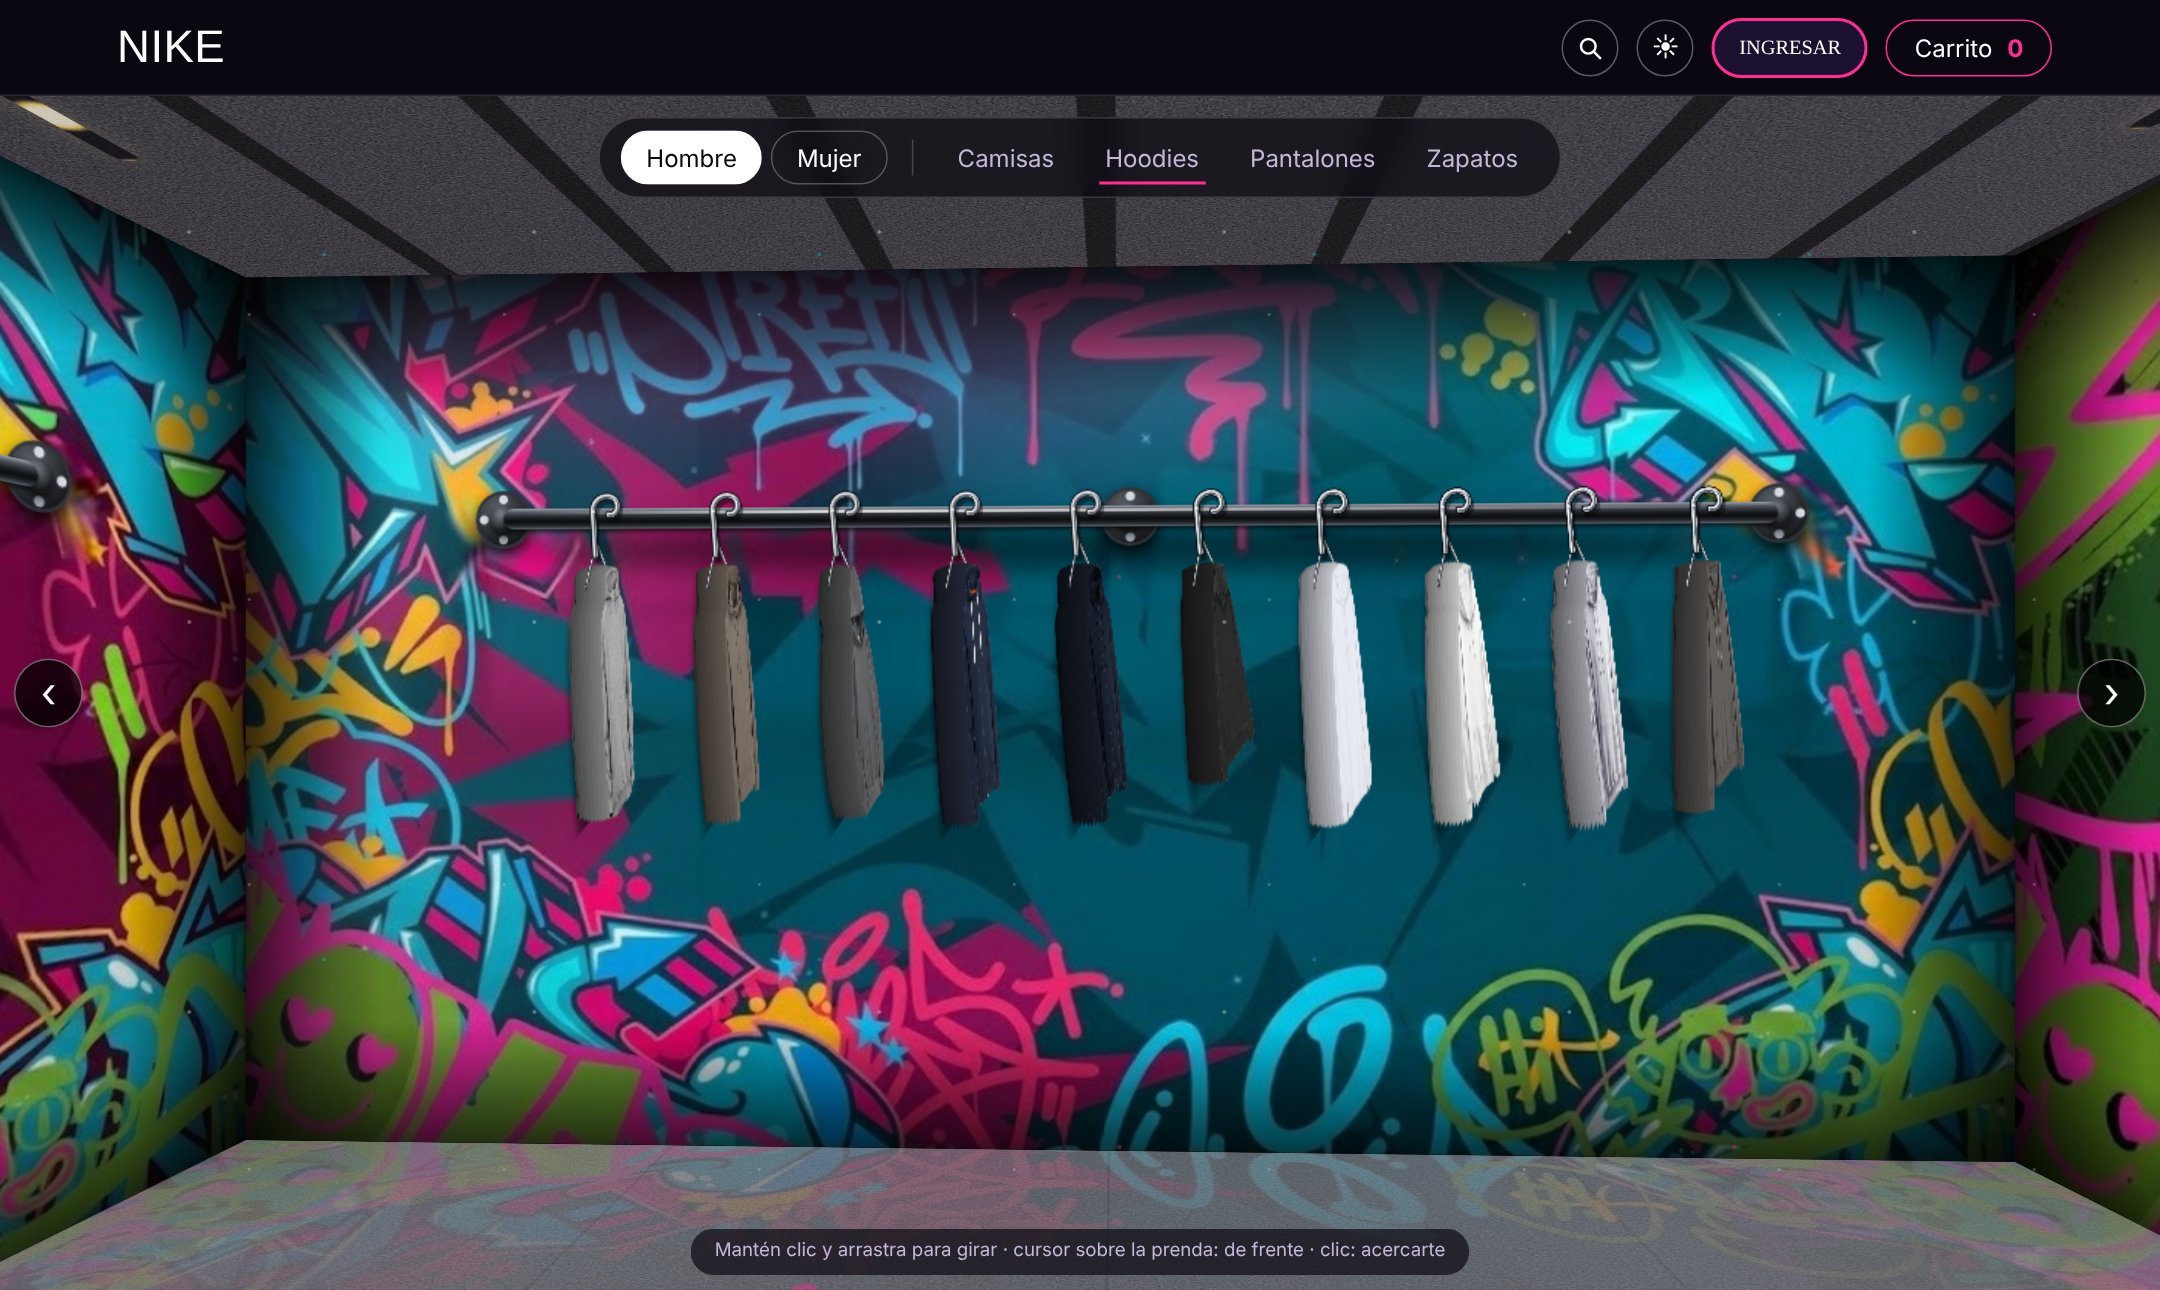 NIKE
INGRESAR
Carrito 0
Hombre
Mujer
Camisas
Hoodies
Pantalones
Zapatos
STREET
Mantén clic y arrastra para girar · cursor sobre la prenda: de frente · clic: acercarte